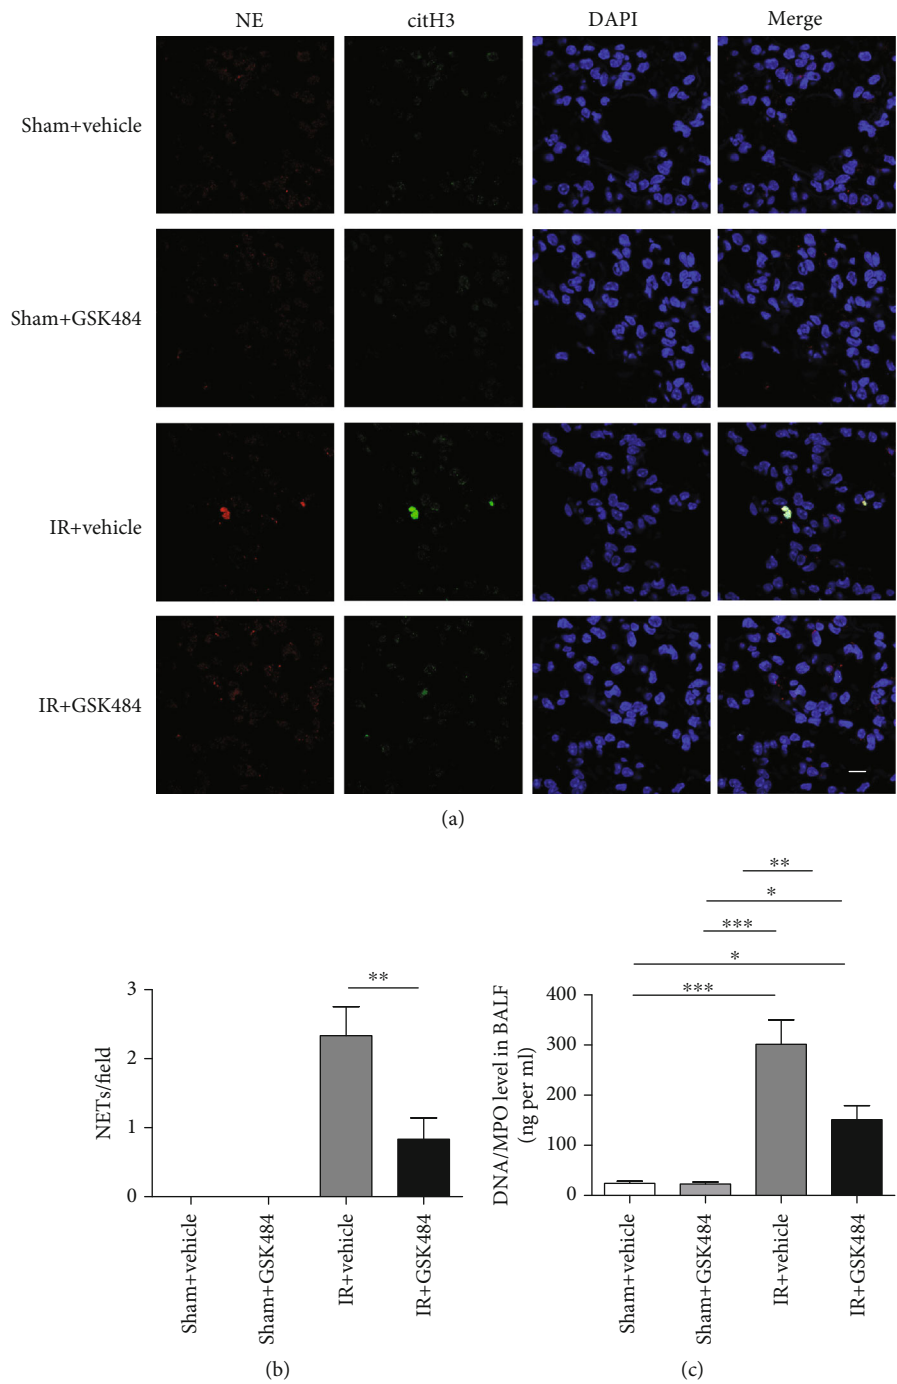 NE citH3 DAPI Merge
Sham+vehicle
Sham+GSK484
IR+vehicle
IR+GSK484
(a)
**
3
2
1
0
NETs/field
Sham+vehicle
Sham+GSK484
IR+vehicle
IR+GSK484
(b)
**
*
***
*
***
400
300
200
100
0
DNA/MPO level in BALF
(ng per ml)
Sham+vehicle
Sham+GSK484
IR+vehicle
IR+GSK484
(c)